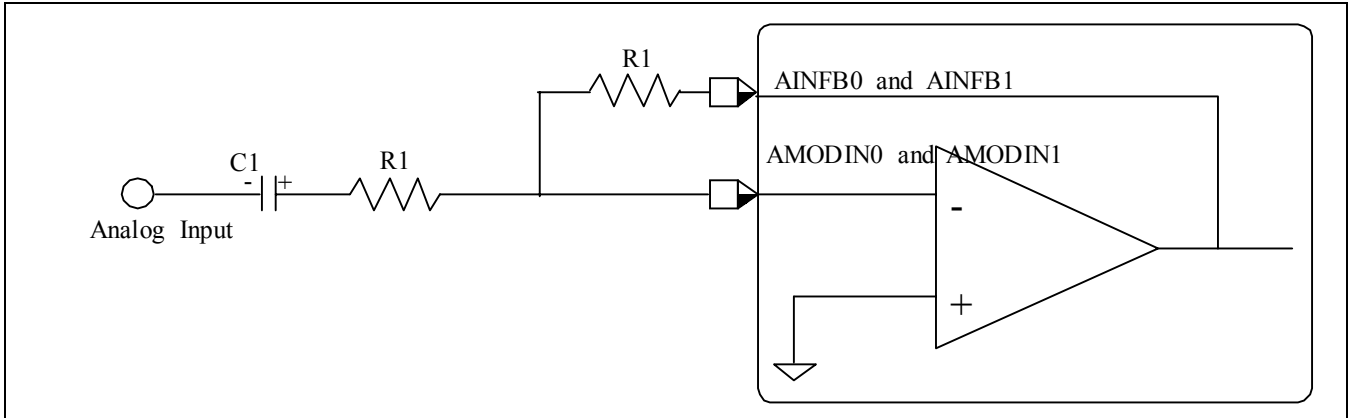 R1
AINFB0 and AINFB1
AMODIN0 and AMODIN1
C1
- +
R1
Analog Input
-
+